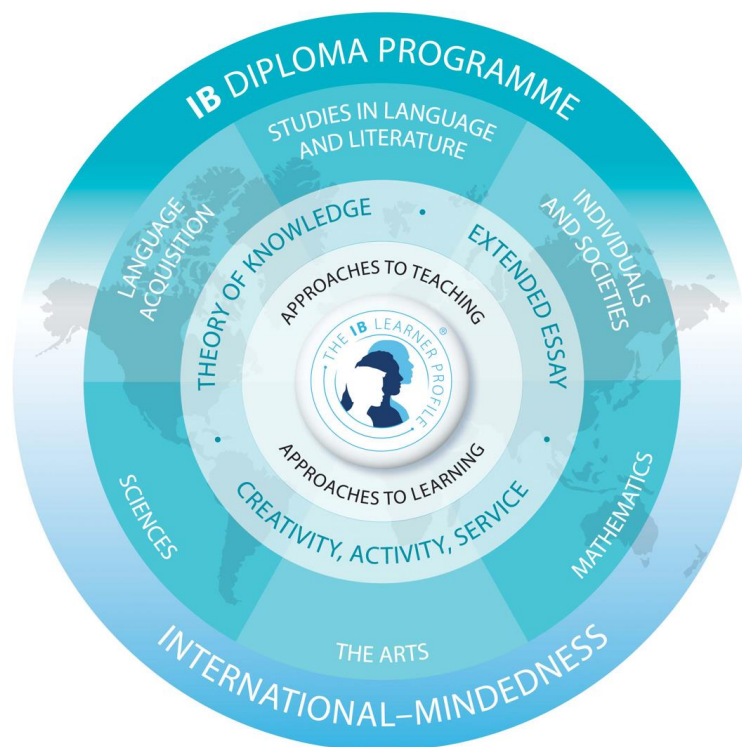 IB DIPLOMA PROGRAMME
STUDIES IN LANGUAGE
AND LITERATURE
LANGUAGE
ACQUISITION
INDIVIDUALS
AND SOCIETIES
THEORY OF KNOWLEDGE
•
EXTENDED ESSAY
•
CREATIVITY, ACTIVITY, SERVICE
•
APPROACHES TO TEACHING
THE IB LEARNER PROFILE ®
APPROACHES TO LEARNING
SCIENCES
MATHEMATICS
THE ARTS
INTERNATIONAL–MINDEDNESS